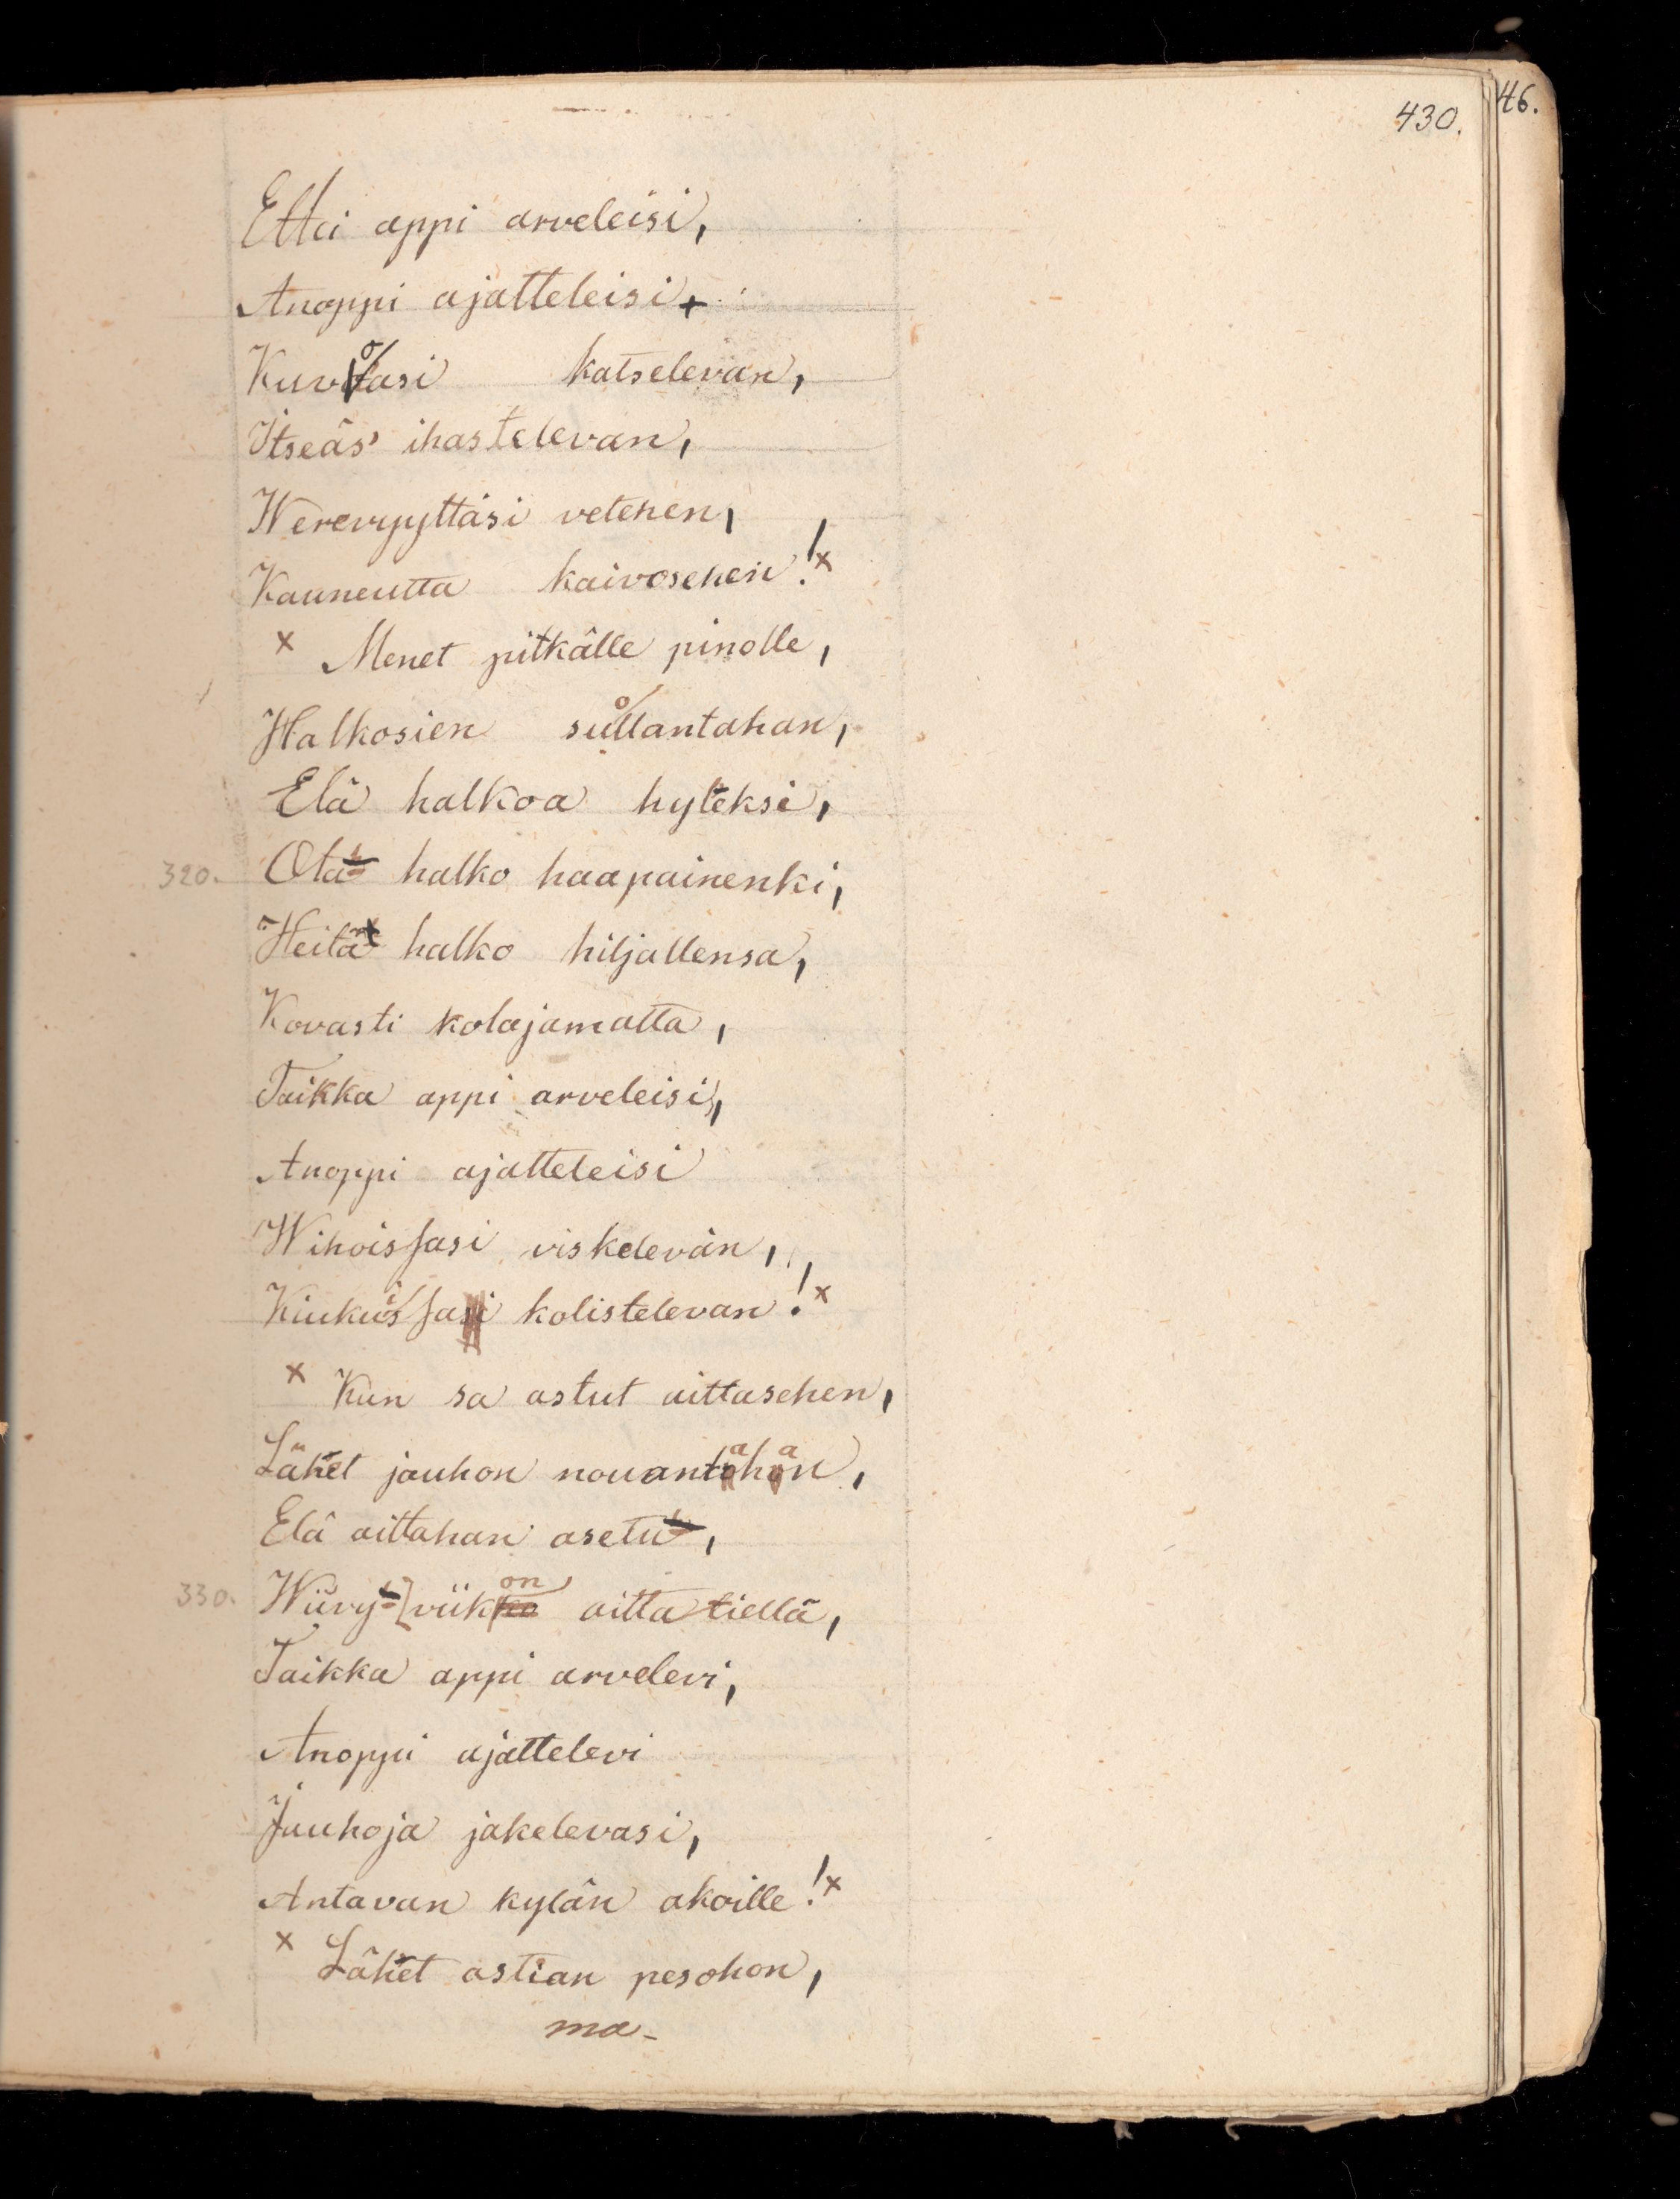 430.
46.
Ettei appi arveleisi,
Anoppi ajatteleisi
Kuvoasi katselevan,
Itseäs' ihastelevan,
Werevyyttäsi vetehen,
Kauneutta kaivosehen! x
x Menet pitkälle pinolle,
Halkosien sollantahan,
Elä halkoa hyleksi,
320. Ota halko haapainenki,
Heitä halko hiljallensa,
Kovasti kolajamatta,
Taikka appi arveleisi,
Anoppi ajatteleisi
Wihoissasi viskelevän,
Kiukuissasi kolistelevan! x
x Kun sa astut aittasehen,
Lähet jauhon nouantahan,
Elä aittahan asetu,
330. Wiivy [viikon aitta tiellä,
Taikka appi arvelevi,
Anoppi ajattelevi
Jauhoja jakelevasi,
Antavan kylän akoille! x
x Lähet astian pesohon,
ma-